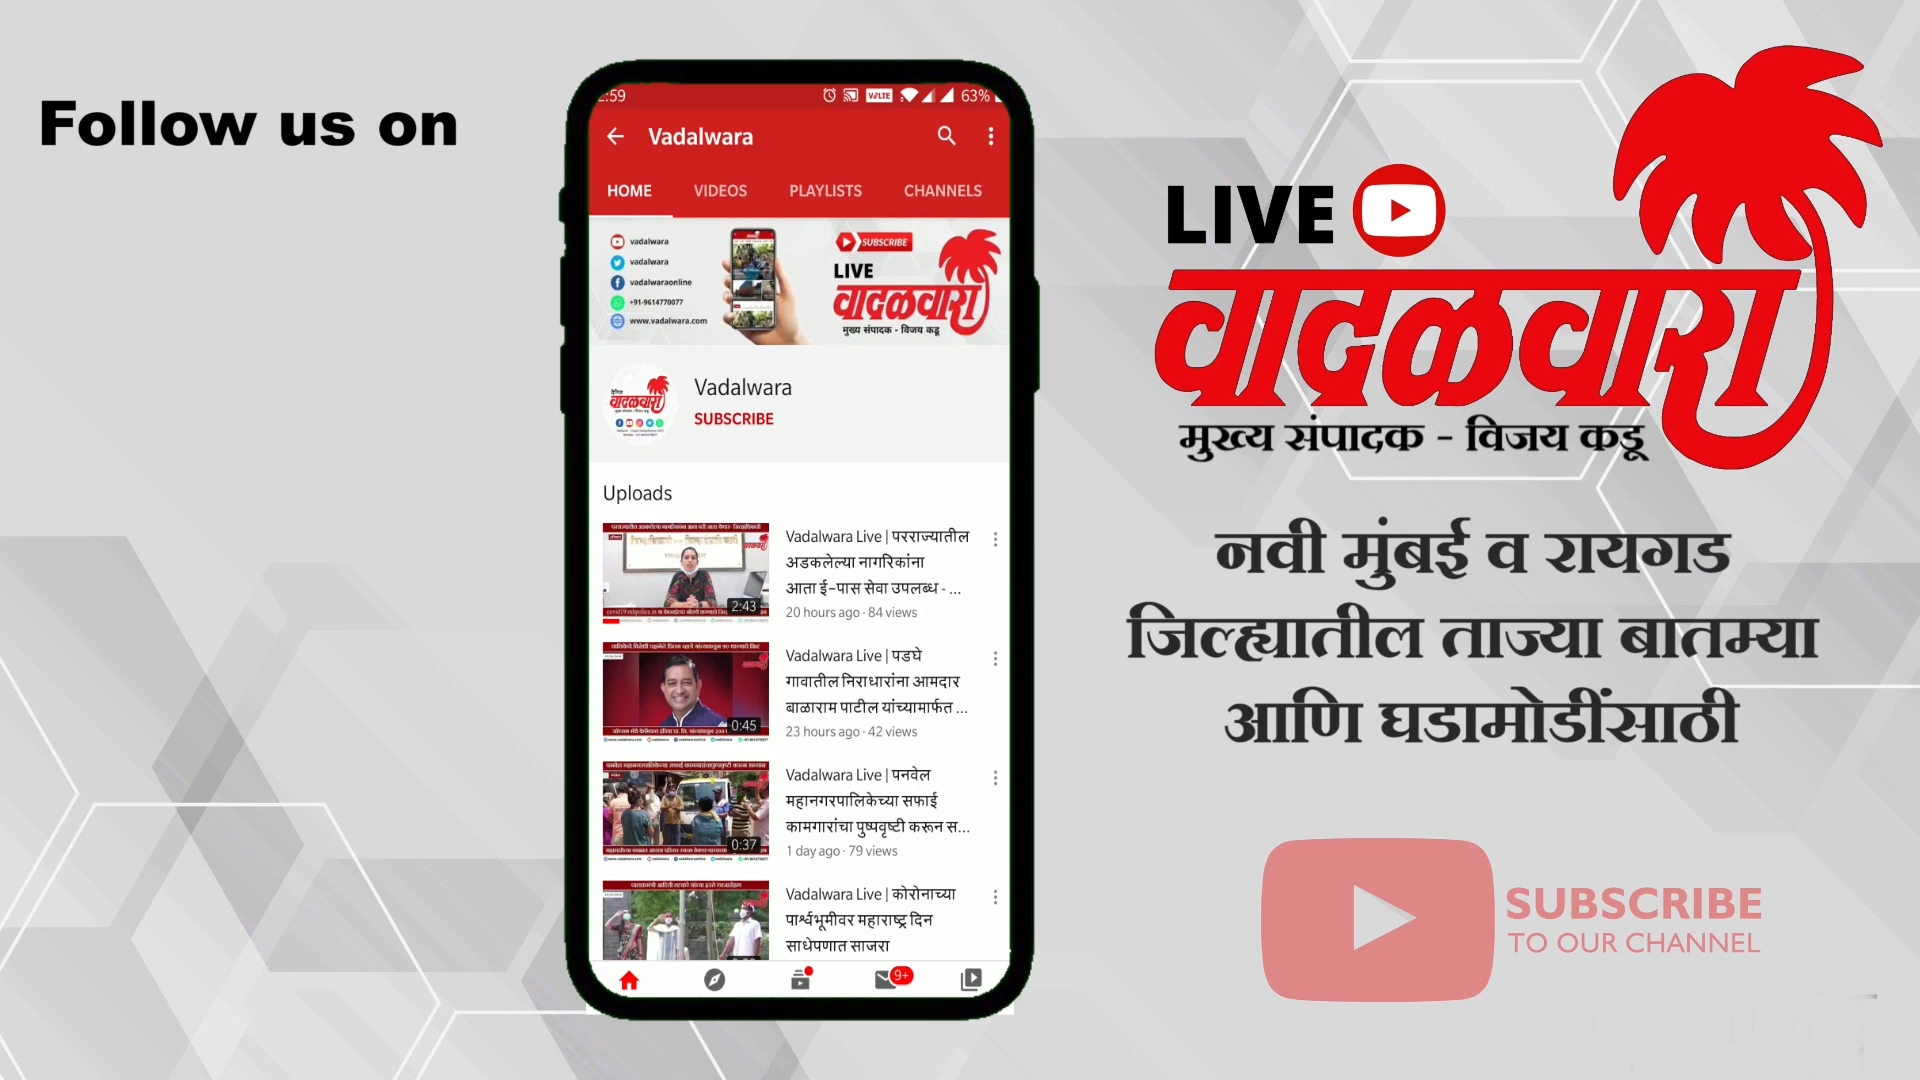 Follow us on
:59
VoLTE
63%
Vadalwara
HOME
VIDEOS
PLAYLISTS
CHANNELS
vadalwara
vadalwara
vadalwaraonline
+91-9614770077
www.vadalwara.com
SUBSCRIBE
LIVE
वादळवारा
मुख्य संपादक - विजय कडू
वादळवारा
Vadalwara
SUBSCRIBE
Uploads
2:43
Vadalwara Live | परराज्यातील
अडकलेल्या नागरिकांना
आता ई-पास सेवा उपलब्ध - ...
20 hours ago · 84 views
0:45
Vadalwara Live | पडघे
गावातील निराधारांना आमदार
बाळाराम पाटील यांच्यामार्फत ...
23 hours ago · 42 views
0:37
Vadalwara Live | पनवेल
महानगरपालिकेच्या सफाई
कामगारांचा पुष्पवृष्टी करून स...
1 day ago · 79 views
Vadalwara Live | कोरोनाच्या
पार्श्वभूमीवर महाराष्ट्र दिन
साधेपणात साजरा
9+
LIVE
वादळवारा
मुख्य संपादक - विजय कडू
नवी मुंबई व रायगड
जिल्ह्यातील ताज्या बातम्या
आणि घडामोडींसाठी
SUBSCRIBE
TO OUR CHANNEL